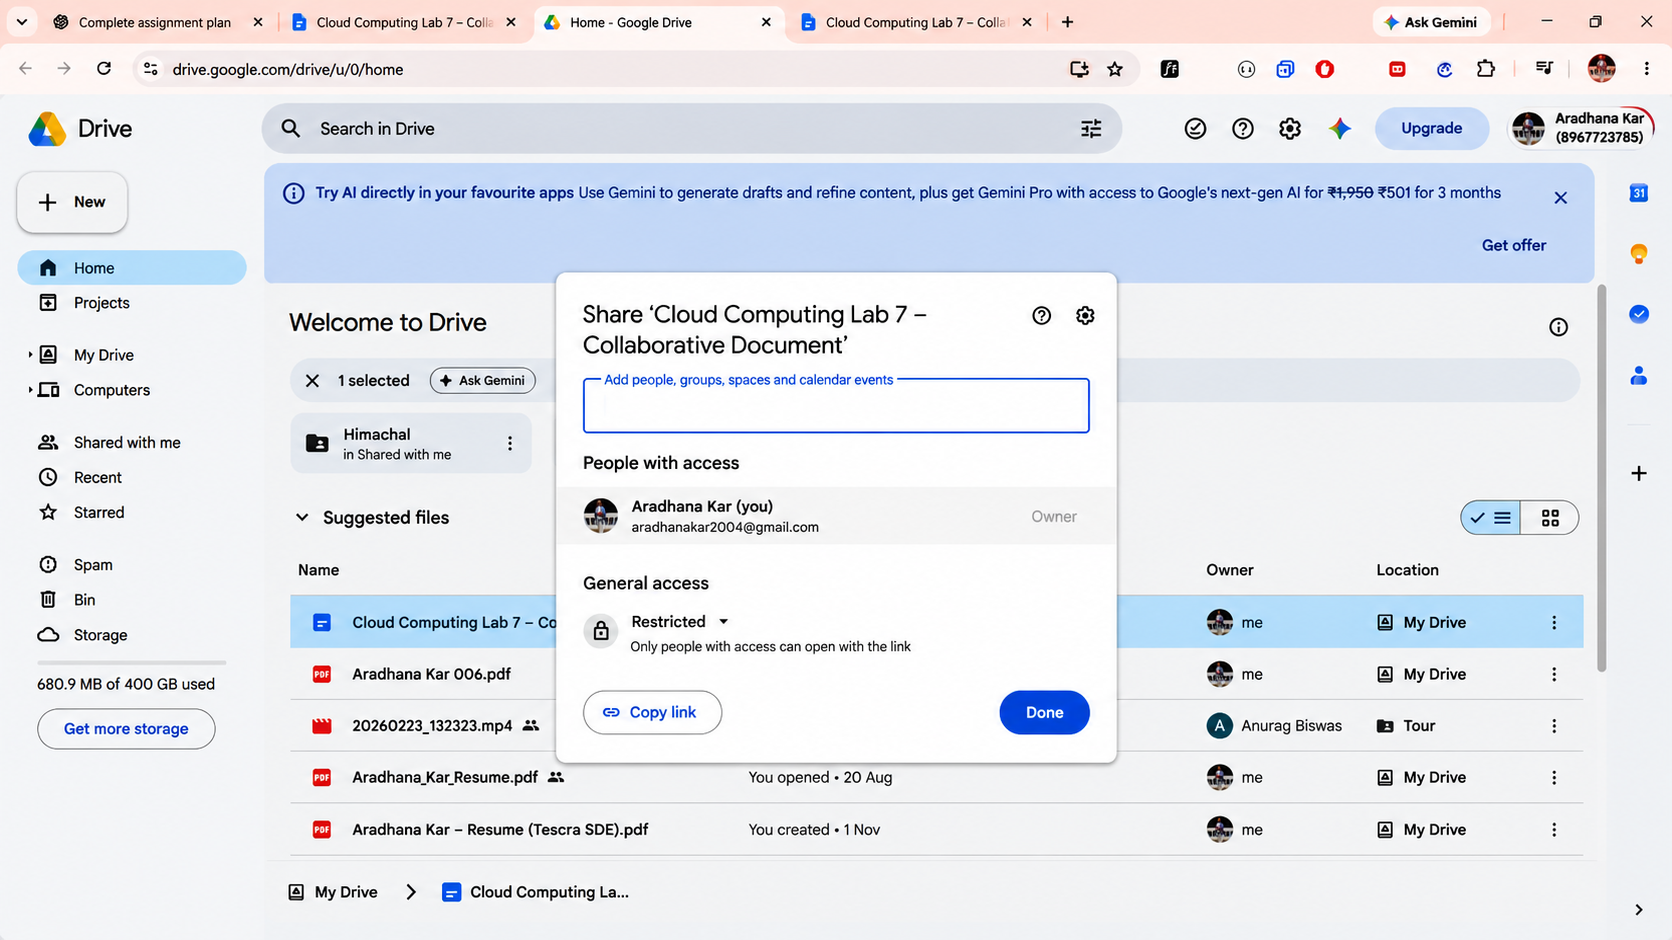 Complete assignment plan
Cloud Computing Lab 7 – Colla
Home - Google Drive
Cloud Computing Lab 7 – Colla
Ask Gemini
drive.google.com/drive/u/0/home
Drive
Search in Drive
Upgrade
Aradhana Kar
(8967723785)
New
Try AI directly in your favourite apps Use Gemini to generate drafts and refine content, plus get Gemini Pro with access to Google's next-gen AI for ₹1,950 ₹501 for 3 months
Get offer
31
Home
Projects
My Drive
Computers
Shared with me
Recent
Starred
Spam
Bin
Storage
680.9 MB of 400 GB used
Get more storage
Welcome to Drive
1 selected
Ask Gemini
Himachal
in Shared with me
Suggested files
Name
Owner
Location
Cloud Computing Lab 7 – Co
me
My Drive
PDF
Aradhana Kar 006.pdf
me
My Drive
20260223_132323.mp4
A
Anurag Biswas
Tour
PDF
Aradhana_Kar_Resume.pdf
You opened • 20 Aug
me
My Drive
PDF
Aradhana Kar – Resume (Tescra SDE).pdf
You created • 1 Nov
me
My Drive
My Drive
Cloud Computing La...
Share ‘Cloud Computing Lab 7 –
Collaborative Document’
Add people, groups, spaces and calendar events
People with access
Aradhana Kar (you)
aradhanakar2004@gmail.com
Owner
General access
Restricted
Only people with access can open with the link
Copy link
Done